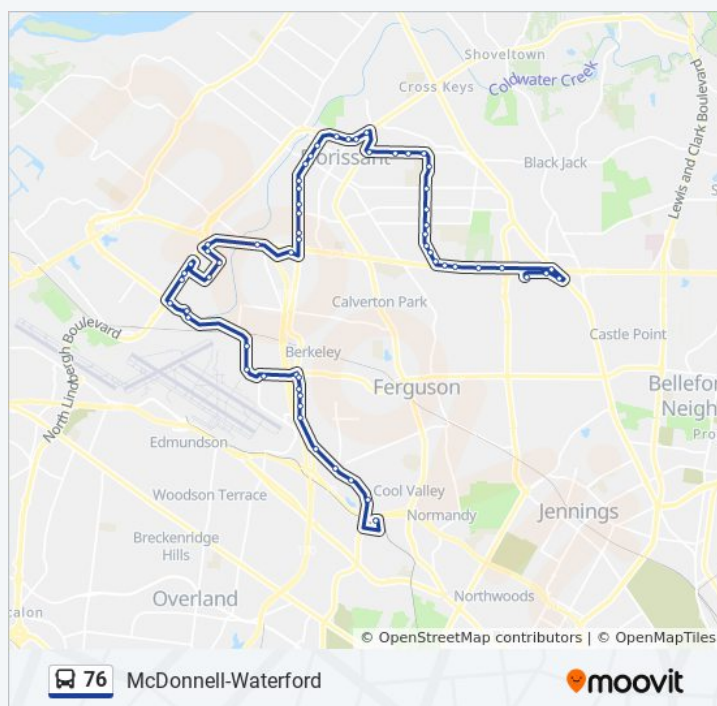 Shoveltown
Cross Keys
Coldwater Creek
Lewis and Clark Boulevard
Florissant
Black Jack
Calverton Park
Castle Point
North Lindbergh Boulevard
Berkeley
Ferguson
Bellefo
Neigh
Edmundson
Pro
Woodson Terrace
Cool Valley
Normandy
Jennings
Breckenridge
Hills
Overland
Northwoods
© OpenStreetMap contributors | © OpenMapTiles
76 McDonnell-Waterford
moovit